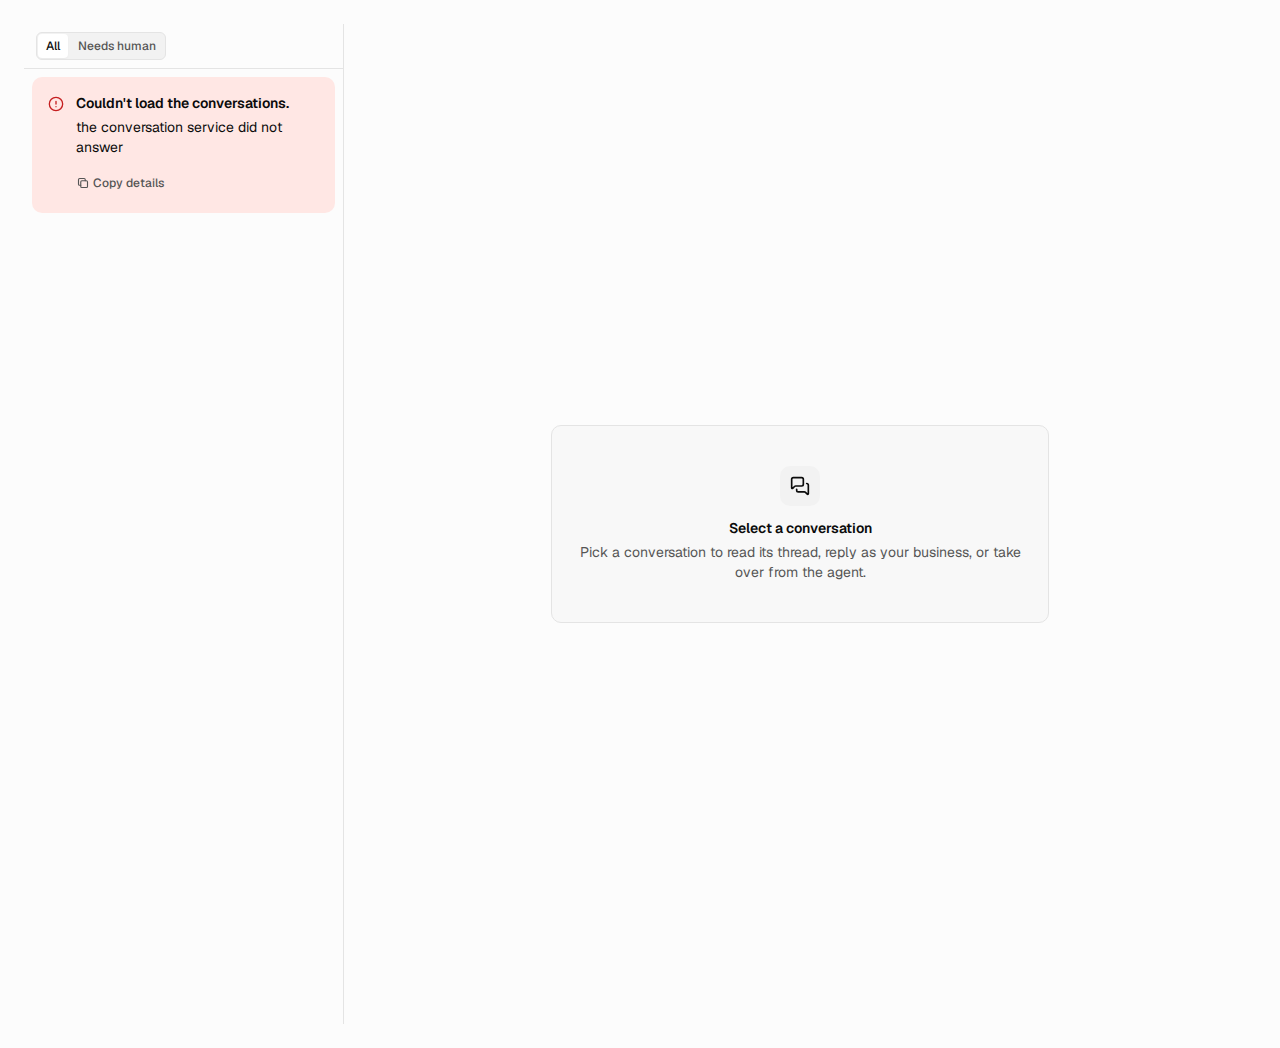 All
Needs human
Couldn't load the conversations.
the conversation service did not
answer
Copy details
Select a conversation
Pick a conversation to read its thread, reply as your business, or take
over from the agent.